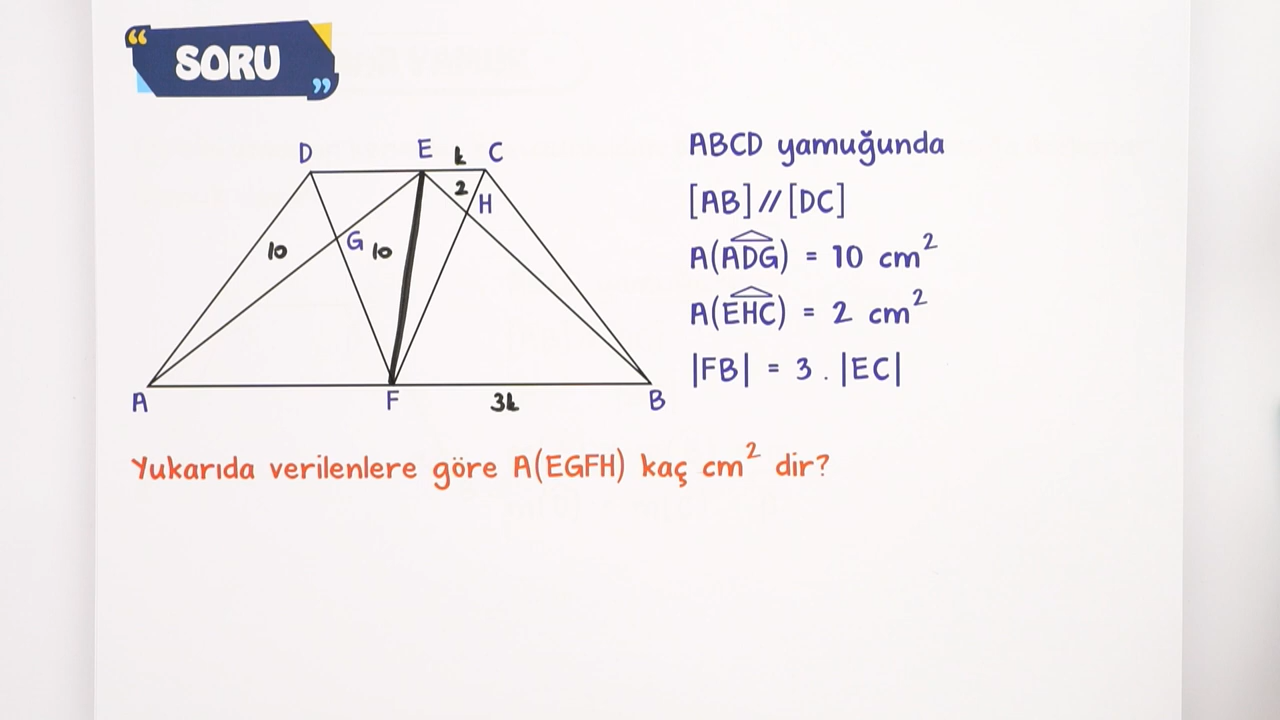 “ SORU ”
D E k C
2 H
10 G 10
A F 3k B
ABCD yamuğunda
[AB] // [DC]
A(ADG) = 10 cm²
A(EHC) = 2 cm²
|FB| = 3 . |EC|
Yukarıda verilenlere göre A(EGFH) kaç cm² dir?